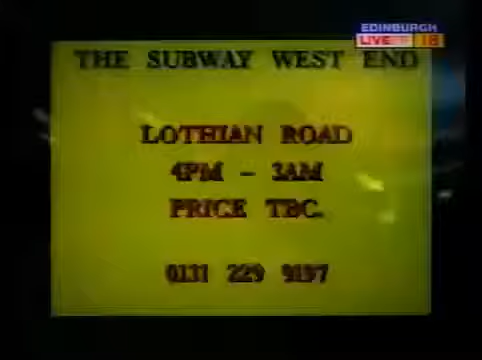 EDINBURGH
LIVE 18
THE SUBWAY WEST END
LOTHIAN ROAD
4PM - 3AM
PRICE TBC.
0131 229 9197